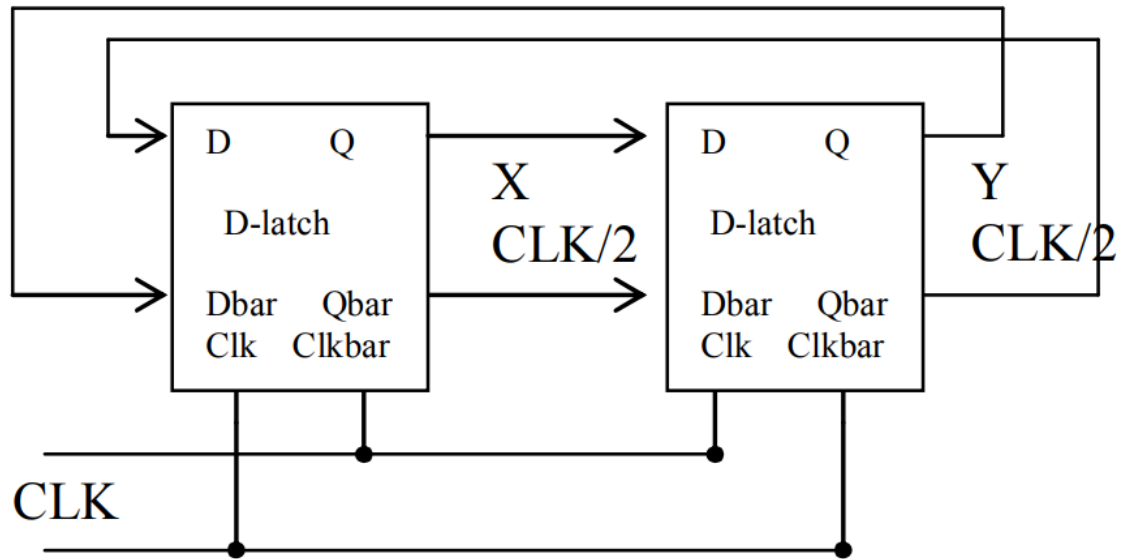 D Q
X
CLK/2
D-latch
Dbar Qbar
Clk Clkbar
D Q
Y
CLK/2
D-latch
Dbar Qbar
Clk Clkbar
CLK